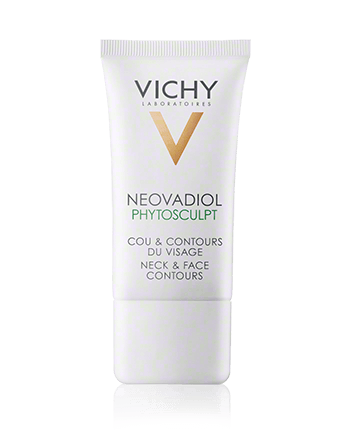 VICHY
LABORATOIRES
NEOVADIOL
PHYTOSCULPT
COU & CONTOURS
DU VISAGE
NECK & FACE
CONTOURS